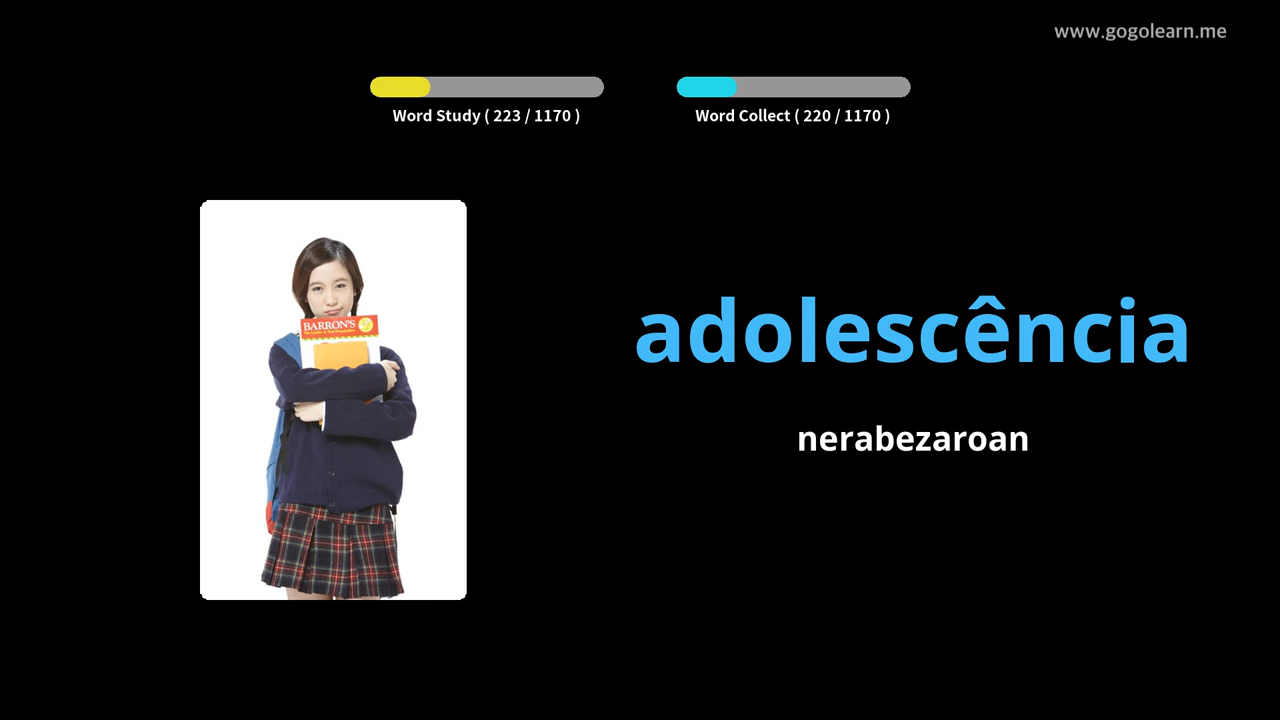 www.gogolearn.me
Word Study ( 223 / 1170 )
Word Collect ( 220 / 1170 )
BARRON'S
adolescência
nerabezaroan